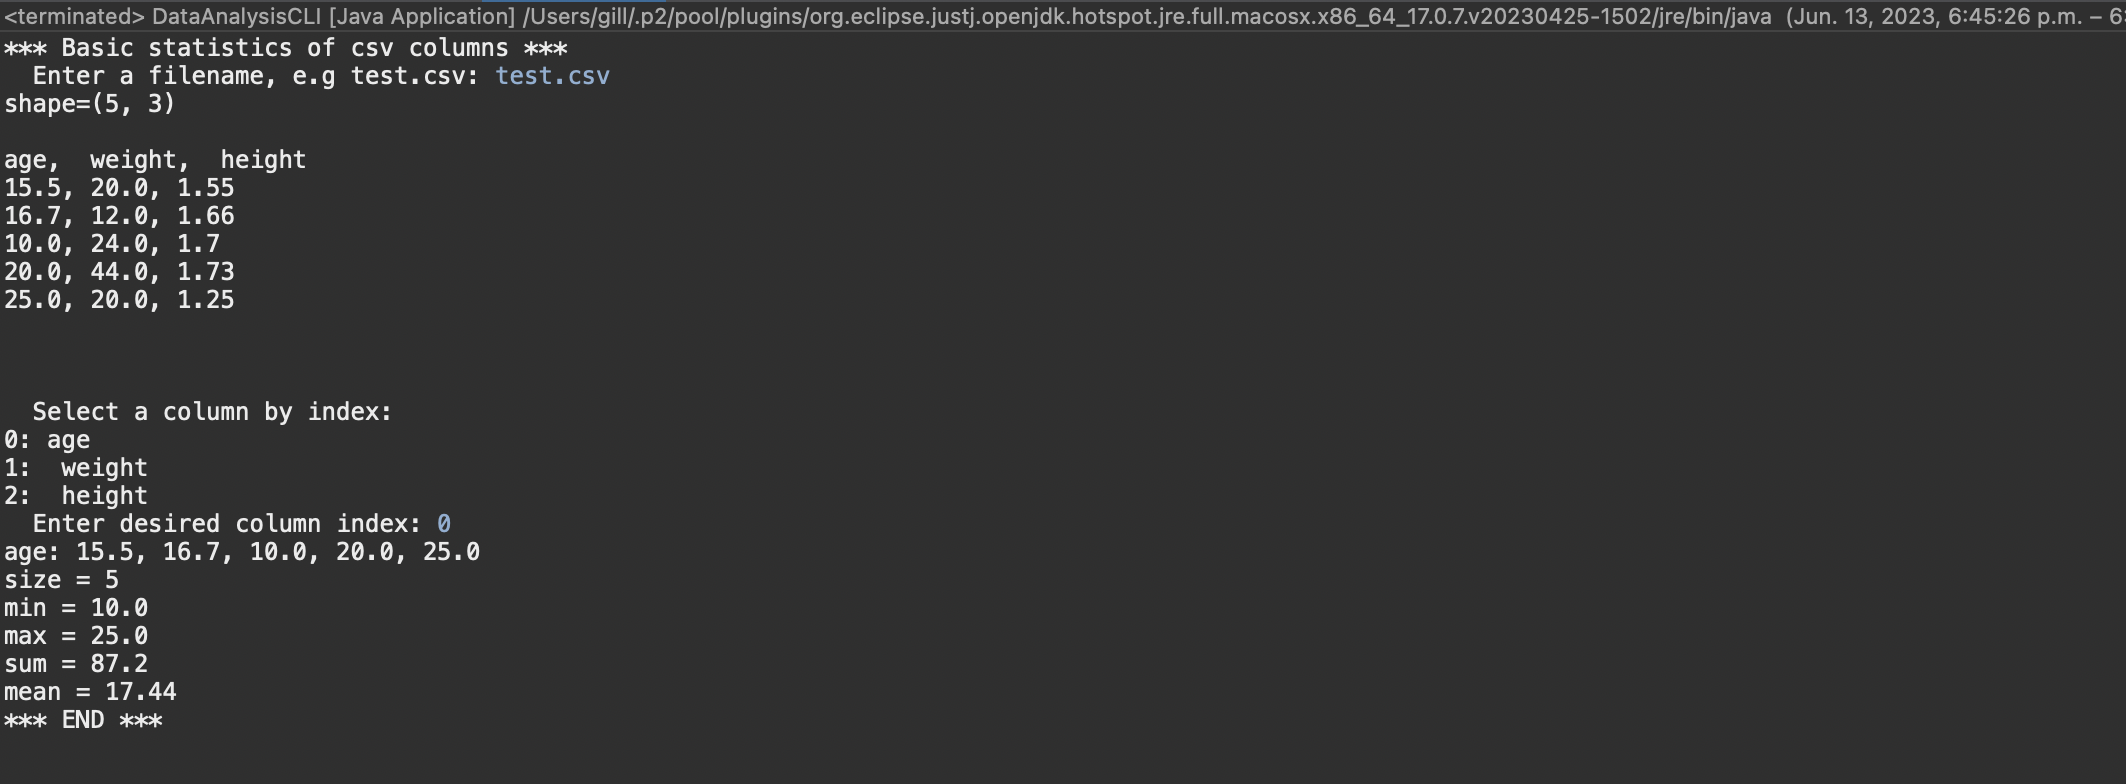 <terminated> DataAnalysisCLI [Java Application] /Users/gill/.p2/pool/plugins/org.eclipse.justj.openjdk.hotspot.jre.full.macosx.x86_64_17.0.7.v20230425-1502/jre/bin/java (Jun. 13, 2023, 6:45:26 p.m. – 6:
*** Basic statistics of csv columns ***
  Enter a filename, e.g test.csv: test.csv
shape=(5, 3)

age,  weight,  height
15.5, 20.0, 1.55
16.7, 12.0, 1.66
10.0, 24.0, 1.7
20.0, 44.0, 1.73
25.0, 20.0, 1.25

  Select a column by index:
0: age
1:  weight
2:  height
  Enter desired column index: 0
age: 15.5, 16.7, 10.0, 20.0, 25.0
size = 5
min = 10.0
max = 25.0
sum = 87.2
mean = 17.44
*** END ***